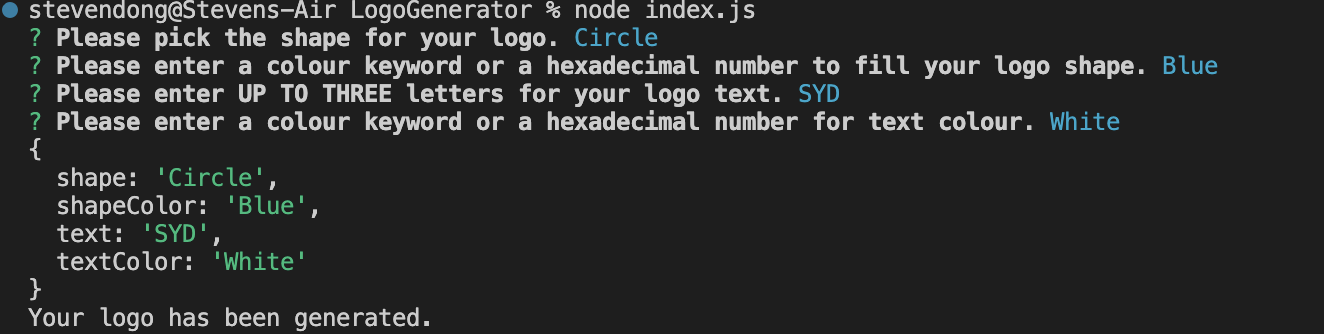 stevendong@Stevens-Air LogoGenerator % node index.js
? Please pick the shape for your logo. Circle
? Please enter a colour keyword or a hexadecimal number to fill your logo shape. Blue
? Please enter UP TO THREE letters for your logo text. SYD
? Please enter a colour keyword or a hexadecimal number for text colour. White
{
  shape: 'Circle',
  shapeColor: 'Blue',
  text: 'SYD',
  textColor: 'White'
}
Your logo has been generated.